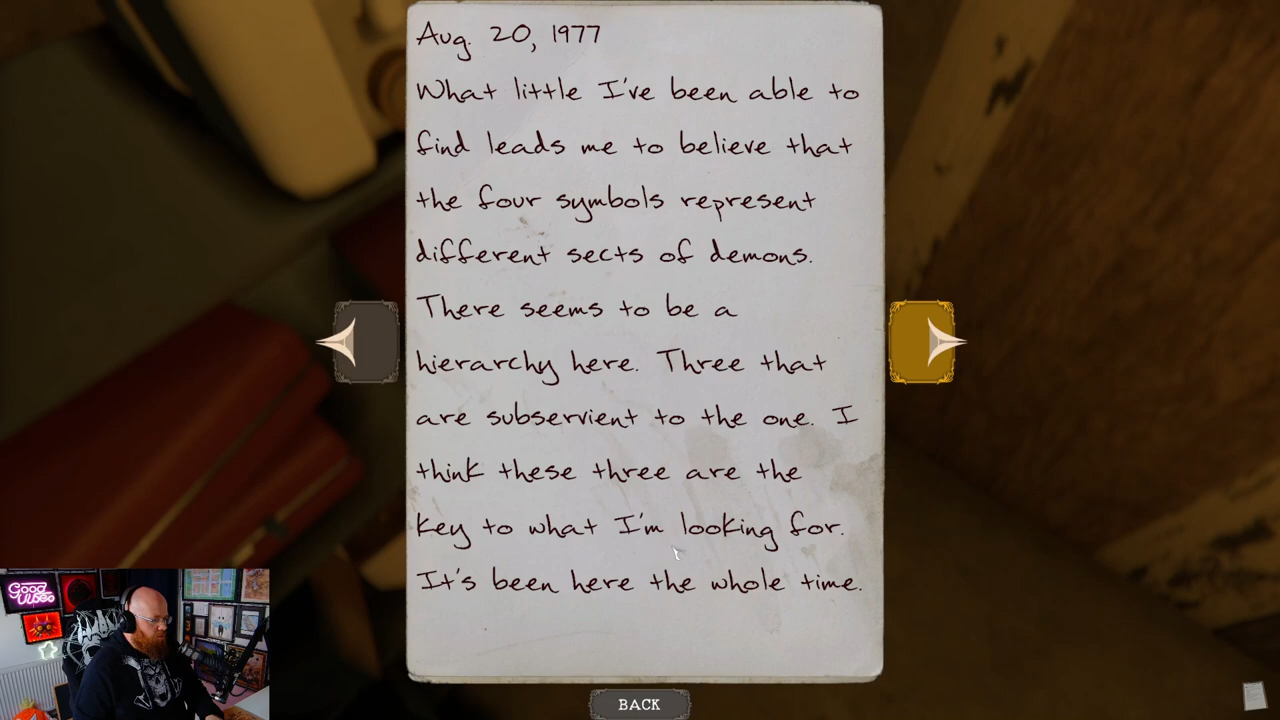 Aug. 20, 1977
What little I've been able to
find leads me to believe that
the four symbols represent
different sects of demons.
There seems to be a
hierarchy here. Three that
are subservient to the one. I
think these three are the
key to what I'm looking for.
It's been here the whole time.
BACK
Good
Vibes